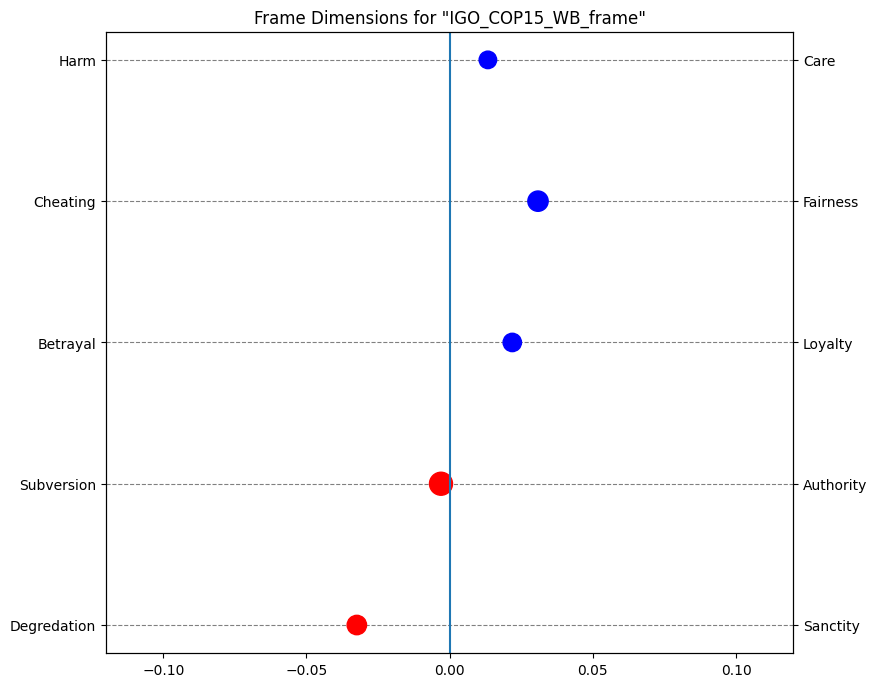 Frame Dimensions for "IGO_COP15_WB_frame"
Harm Care
Cheating Fairness
Betrayal Loyalty
Subversion Authority
Degredation Sanctity
−0.10 −0.05 0.00 0.05 0.10